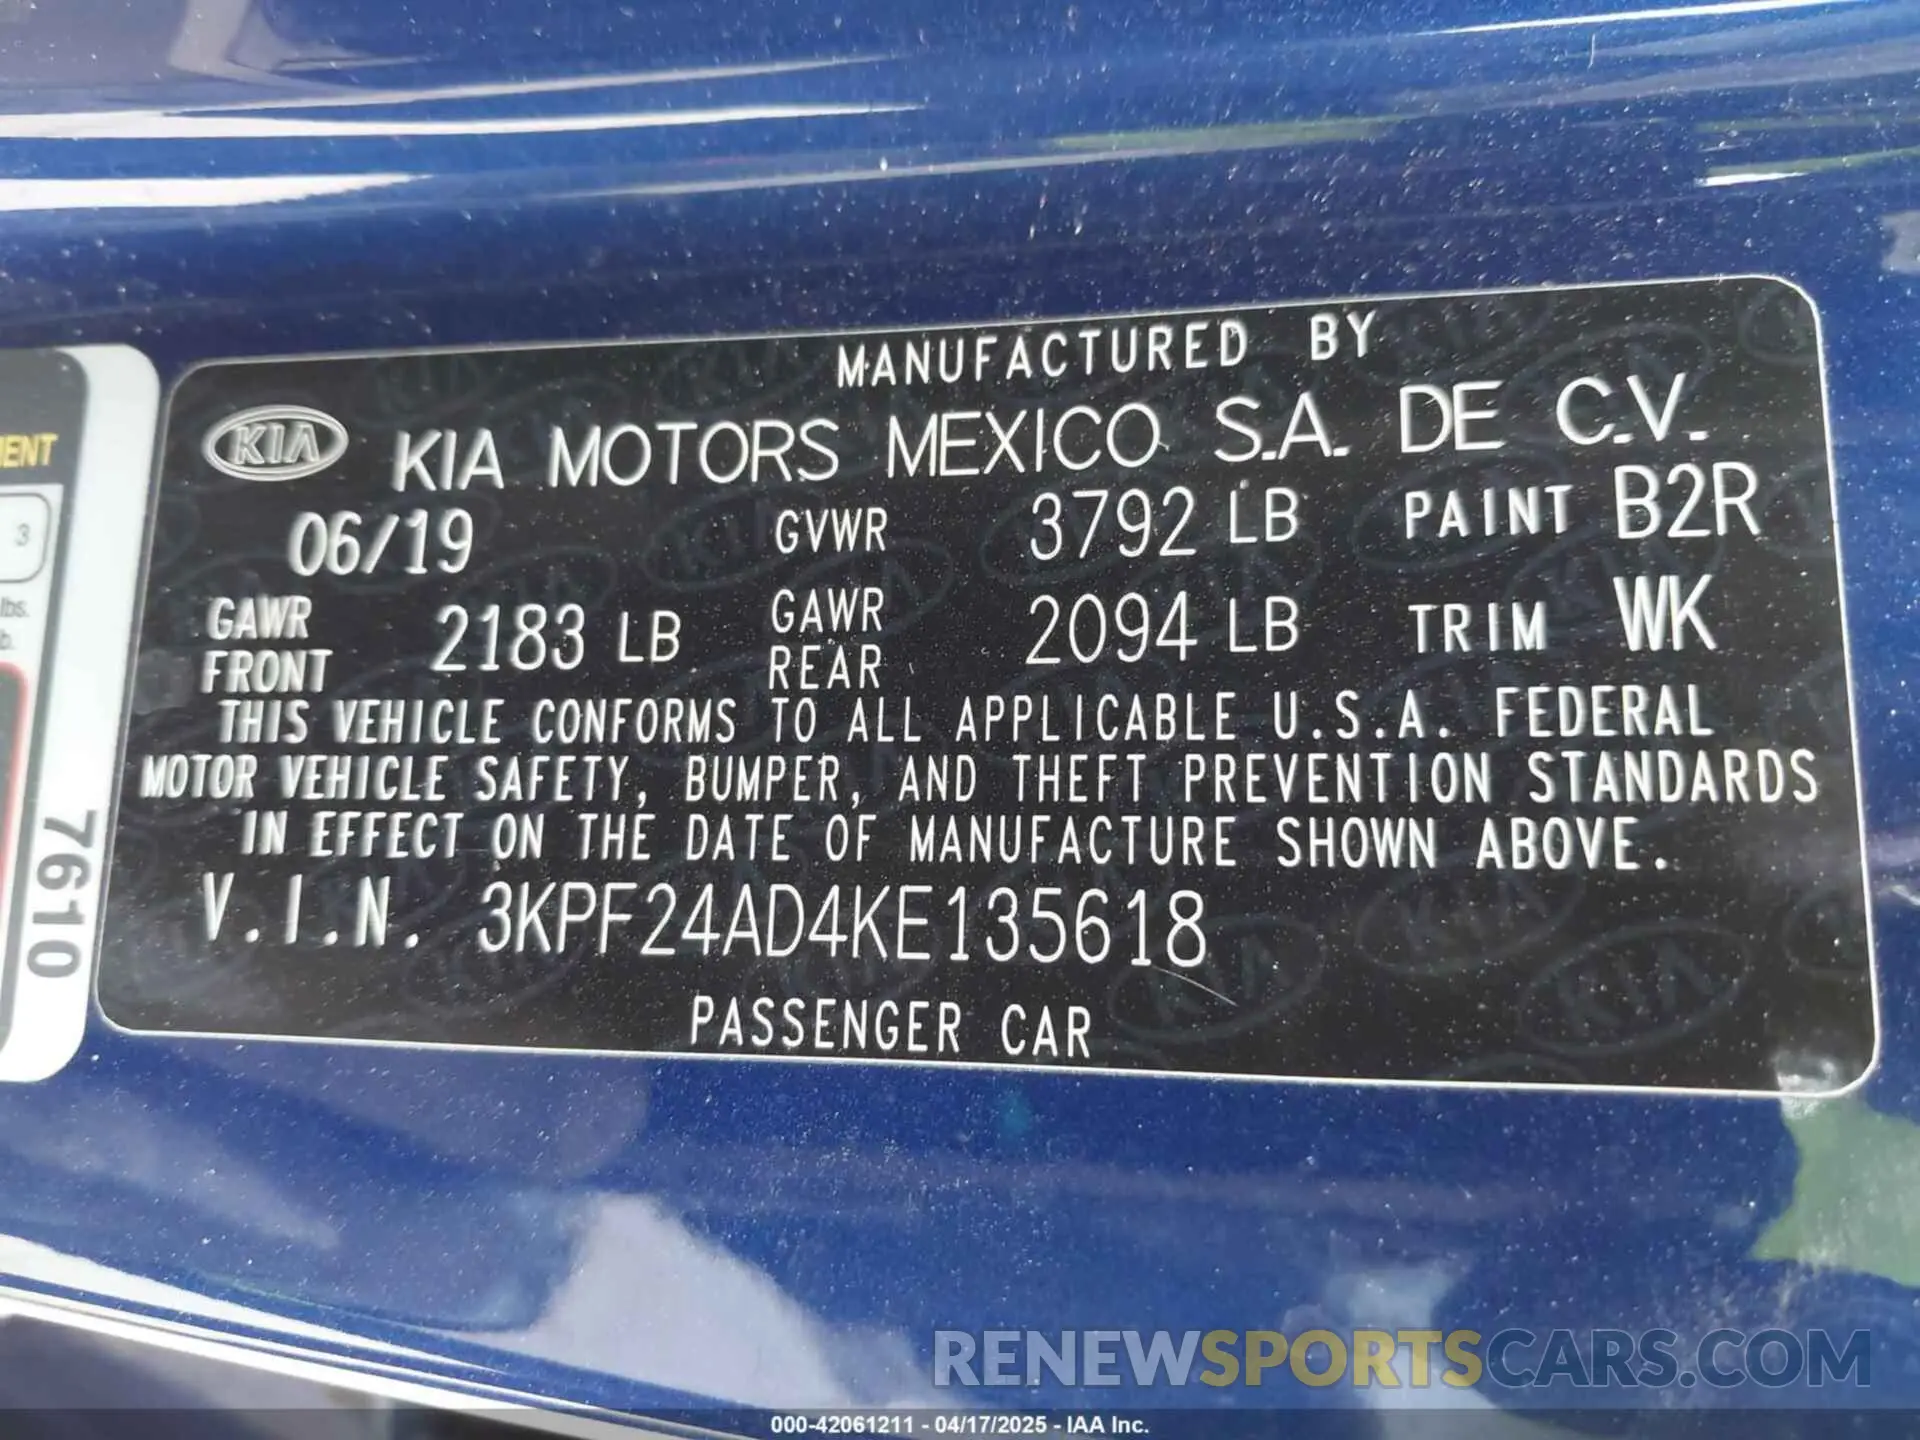 MANUFACTURED BY
KIA KIA MOTORS MEXICO S.A. DE C.V.
06/19 GVWR 3792 LB PAINT B2R
GAWR FRONT 2183 LB GAWR REAR 2094 LB TRIM WK
THIS VEHICLE CONFORMS TO ALL APPLICABLE U.S.A. FEDERAL
MOTOR VEHICLE SAFETY, BUMPER, AND THEFT PREVENTION STANDARDS
IN EFFECT ON THE DATE OF MANUFACTURE SHOWN ABOVE.
V.I.N. 3KPF24AD4KE135618
PASSENGER CAR
3
lbs.
7610
RENEWSPORTSCARS.COM
000-42061211 - 04/17/2025 - IAA Inc.